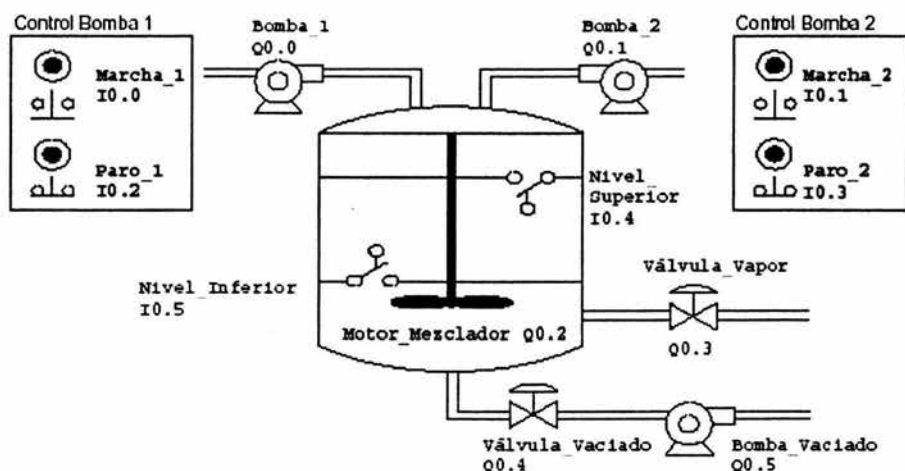 Control Bomba 1
Marcha_1
I0.0
Paro_1
I0.2
Bomba_1
Q0.0
Bomba_2
Q0.1
Control Bomba 2
Marcha_2
I0.1
Paro_2
I0.3
Nivel_
Superior
I0.4
Nivel_Inferior
I0.5
Válvula_Vapor
Q0.3
Motor_Mezclador Q0.2
Válvula_Vaciado
Q0.4
Bomba_Vaciado
Q0.5